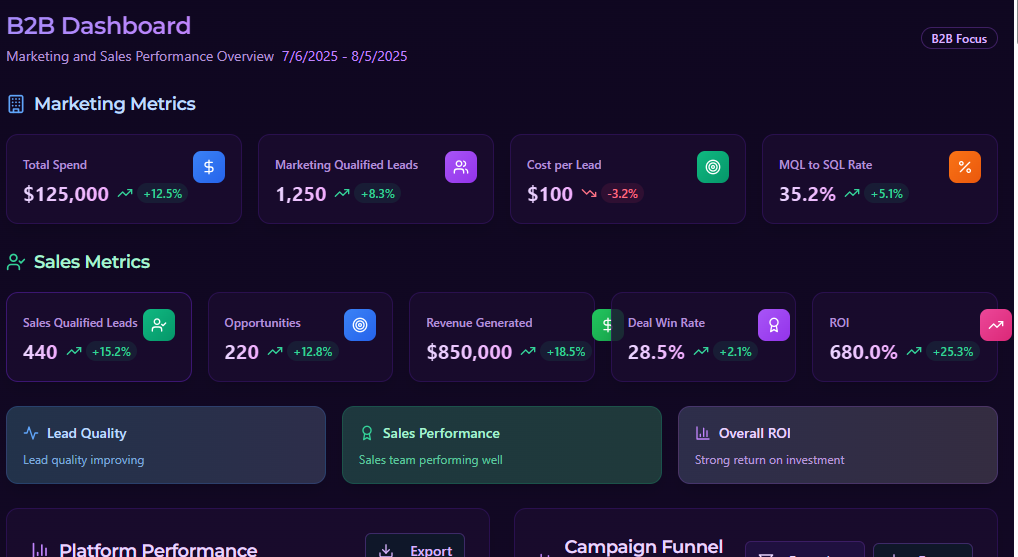 B2B Dashboard
Marketing and Sales Performance Overview 7/6/2025 - 8/5/2025
B2B Focus
Marketing Metrics
Total Spend
$125,000 +12.5%
Marketing Qualified Leads
1,250 +8.3%
Cost per Lead
$100 -3.2%
MQL to SQL Rate
35.2% +5.1%
Sales Metrics
Sales Qualified Leads
440 +15.2%
Opportunities
220 +12.8%
Revenue Generated
$850,000 +18.5%
Deal Win Rate
28.5% +2.1%
ROI
680.0% +25.3%
Lead Quality
Lead quality improving
Sales Performance
Sales team performing well
Overall ROI
Strong return on investment
Platform Performance
Export
Campaign Funnel